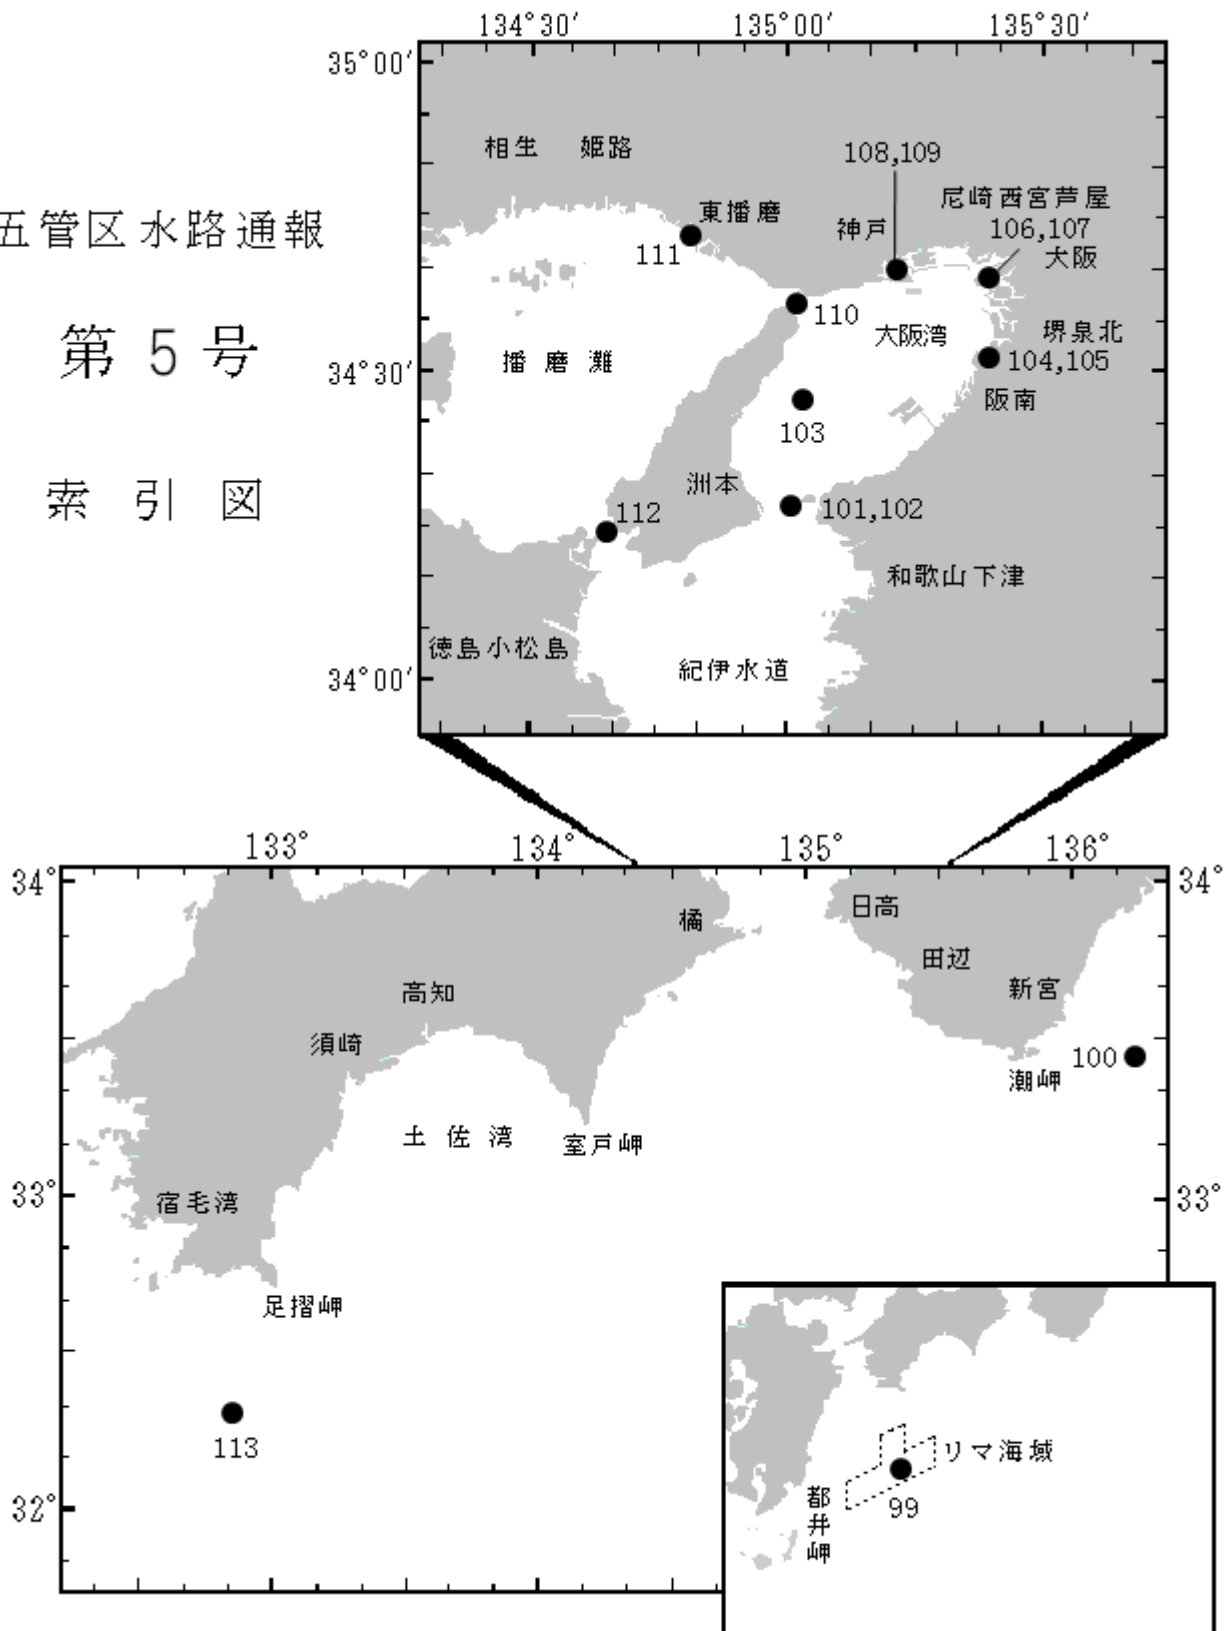 134°30′ 135°00′ 135°30′
35°00′
相生 姫路
108,109
尼崎西宮芦屋
東播磨
神戸
106,107
111
大阪
五管区水路通報
110
大阪湾
堺泉北
第 5 号
播磨灘
104,105
34°30′
阪南
103
洲本
索 引 図
112
101,102
和歌山下津
徳島小松島
紀伊水道
34°00′
133° 134° 135° 136°
34° 34°
橘
日高
田辺
高知
新宮
須崎
100
潮岬
土佐湾
室戸岬
33° 33°
宿毛湾
足摺岬
113
リマ海域
都井岬
99
32°